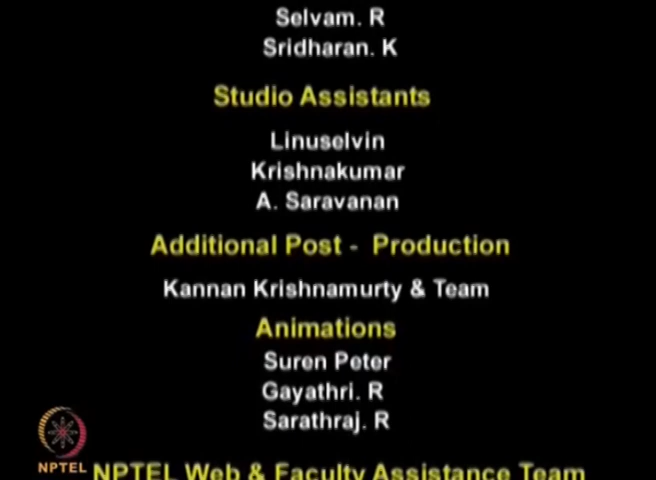 Selvam. R
Sridharan. K
Studio Assistants
Linuselvin
Krishnakumar
A. Saravanan
Additional Post - Production
Kannan Krishnamurty & Team
Animations
Suren Peter
Gayathri. R
Sarathraj. R
NPTEL
NPTEL Web & Faculty Assistance Team